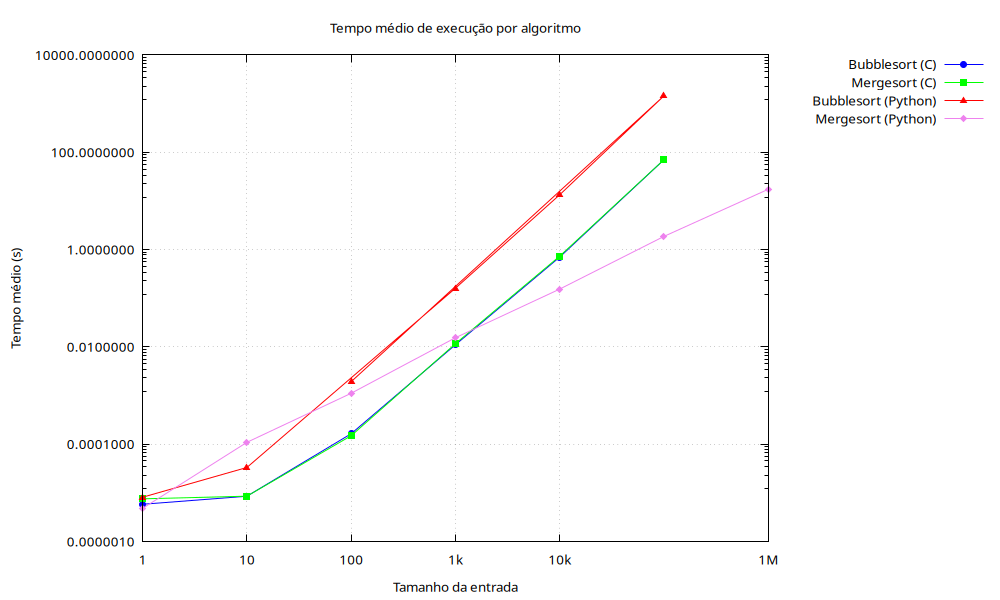 Tempo médio de execução por algoritmo
10000.0000000
100.0000000
1.0000000
0.0100000
0.0001000
0.0000010
Tempo médio (s)
1 10 100 1k 10k 1M
Tamanho da entrada
Bubblesort (C)
Mergesort (C)
Bubblesort (Python)
Mergesort (Python)